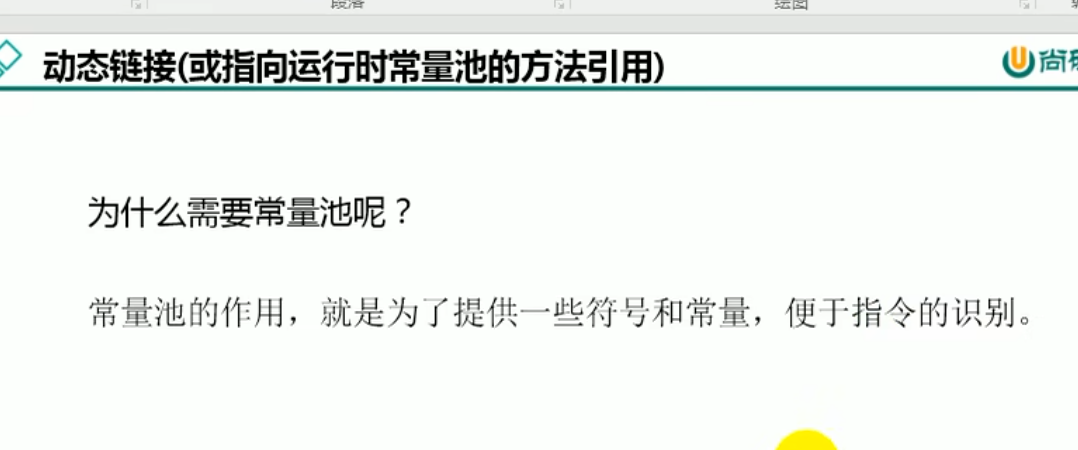 段落
绘图
动态链接(或指向运行时常量池的方法引用)
尚
为什么需要常量池呢？
常量池的作用，就是为了提供一些符号和常量，便于指令的识别。